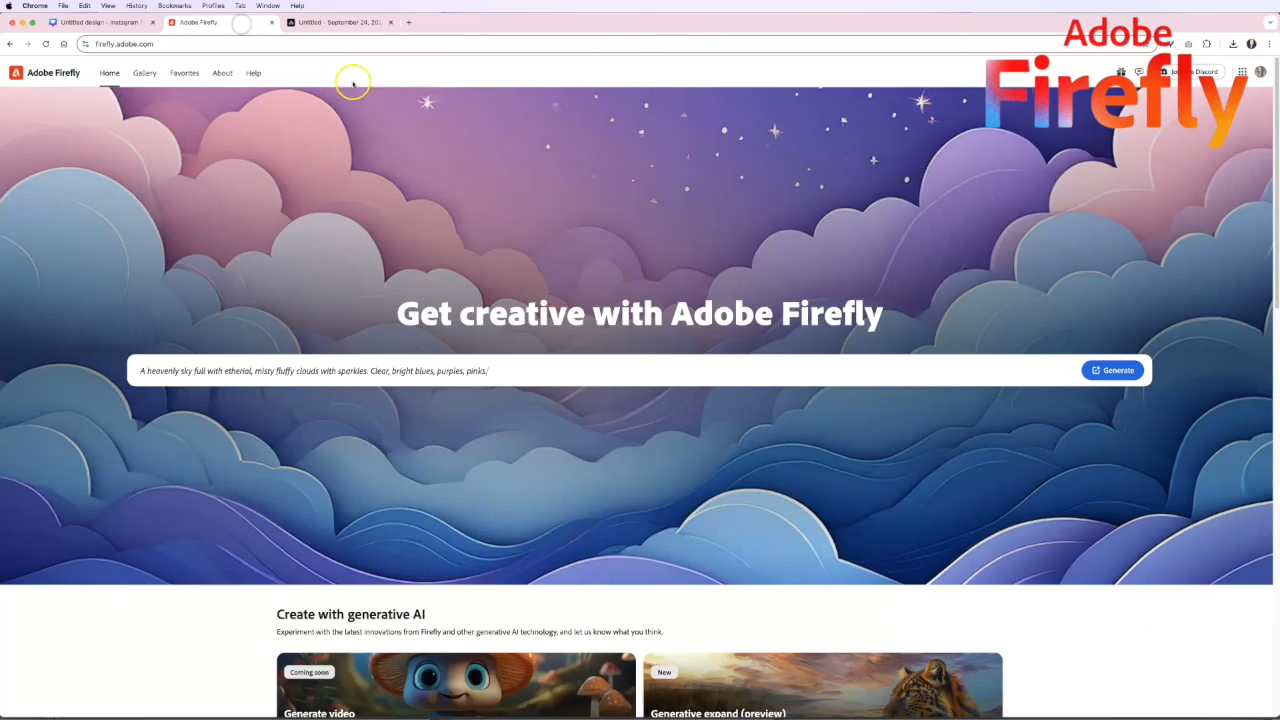 Chrome File Edit View History Bookmarks Profiles Tab Window Help
Untitled design - Instagram
Adobe Firefly
Untitled - September 24, 202
firefly.adobe.com
Adobe
Firefly
Adobe Firefly Home Gallery Favorites About Help
Discord
Get creative with Adobe Firefly
A heavenly sky full with etherial, misty fluffy clouds with sparkles. Clear, bright blues, purples, pinks.
Generate
Create with generative AI
Experiment with the latest innovations from Firefly and other generative AI technology, and let us know what you think.
Coming soon
New
Generate video
Generative expand (preview)